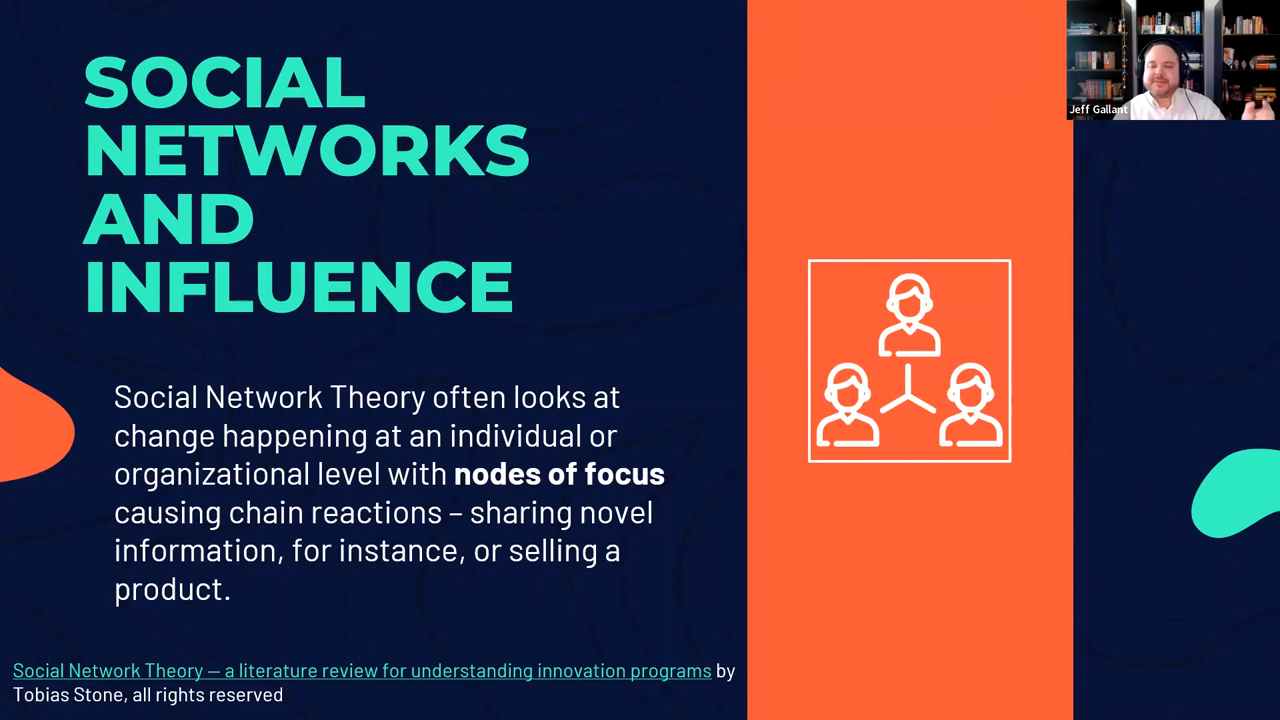 SOCIAL
NETWORKS
AND
INFLUENCE
Social Network Theory often looks at
change happening at an individual or
organizational level with nodes of focus
causing chain reactions – sharing novel
information, for instance, or selling a
product.
Social Network Theory — a literature review for understanding innovation programs by
Tobias Stone, all rights reserved
Jeff Gallant